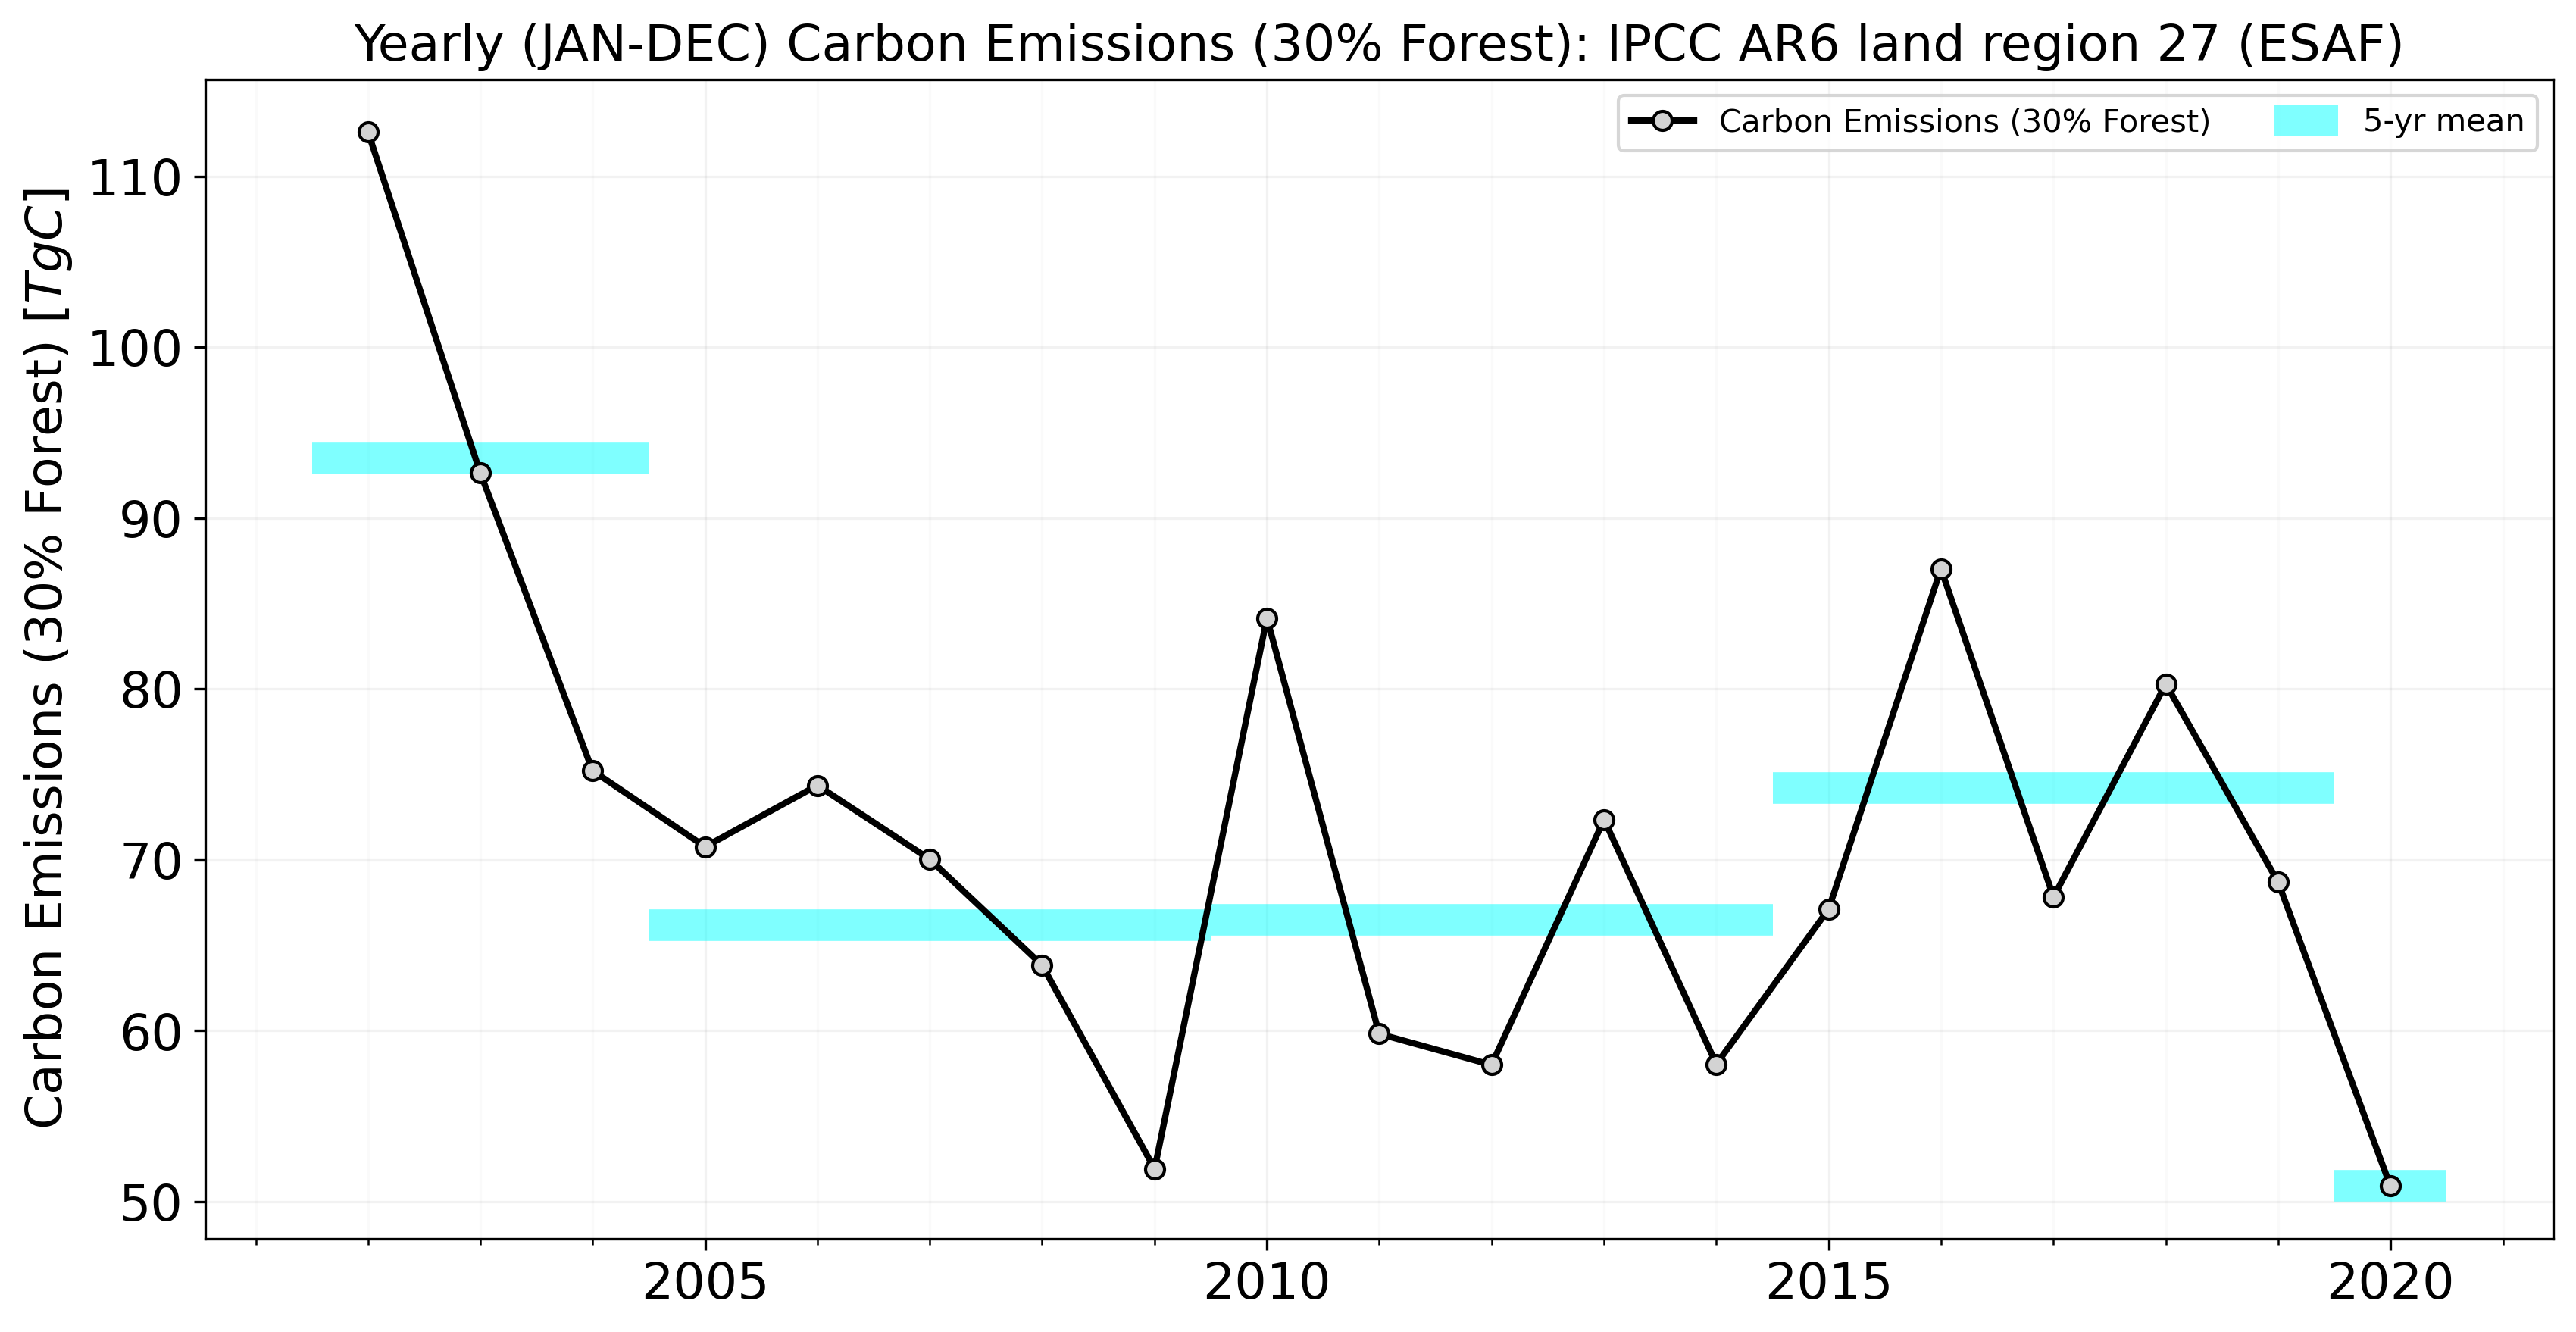 Yearly (JAN-DEC) Carbon Emissions (30% Forest): IPCC AR6 land region 27 (ESAF)
Carbon Emissions (30% Forest)
5-yr mean
Carbon Emissions (30% Forest) [TgC]
110
100
90
80
70
60
50
2005
2010
2015
2020